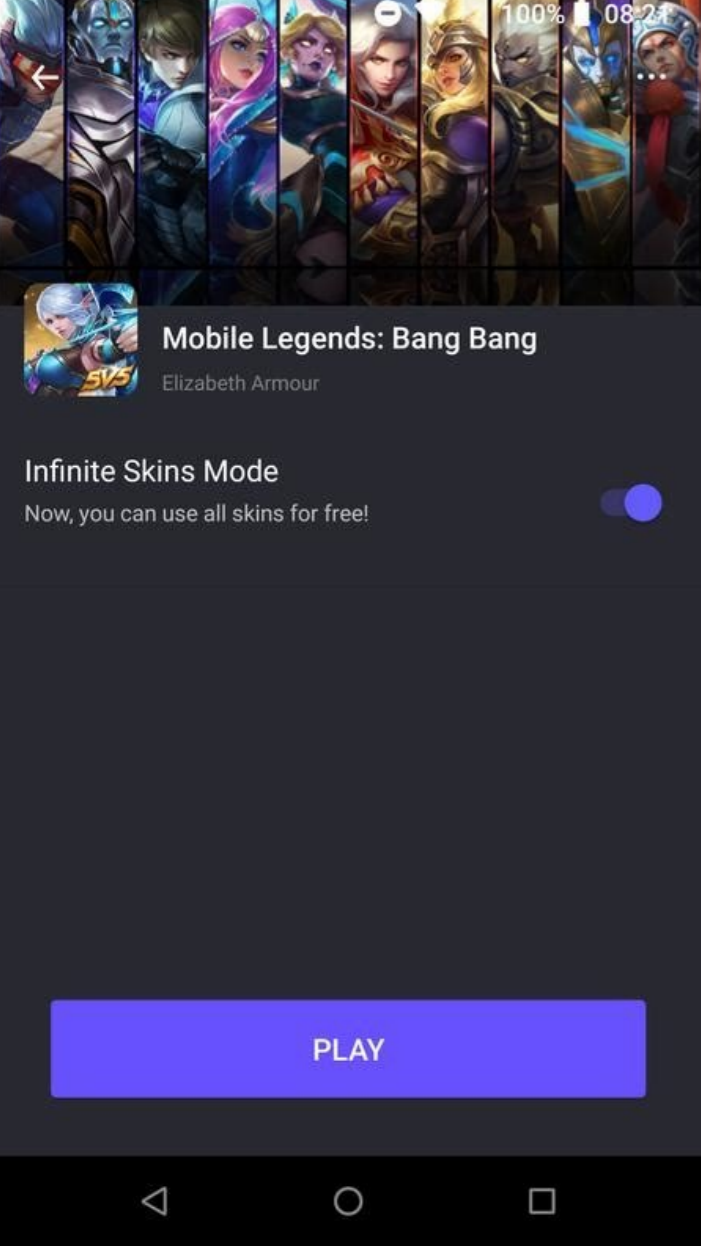 100% 08:21
Mobile Legends: Bang Bang
Elizabeth Armour
5V5
Infinite Skins Mode
Now, you can use all skins for free!
PLAY